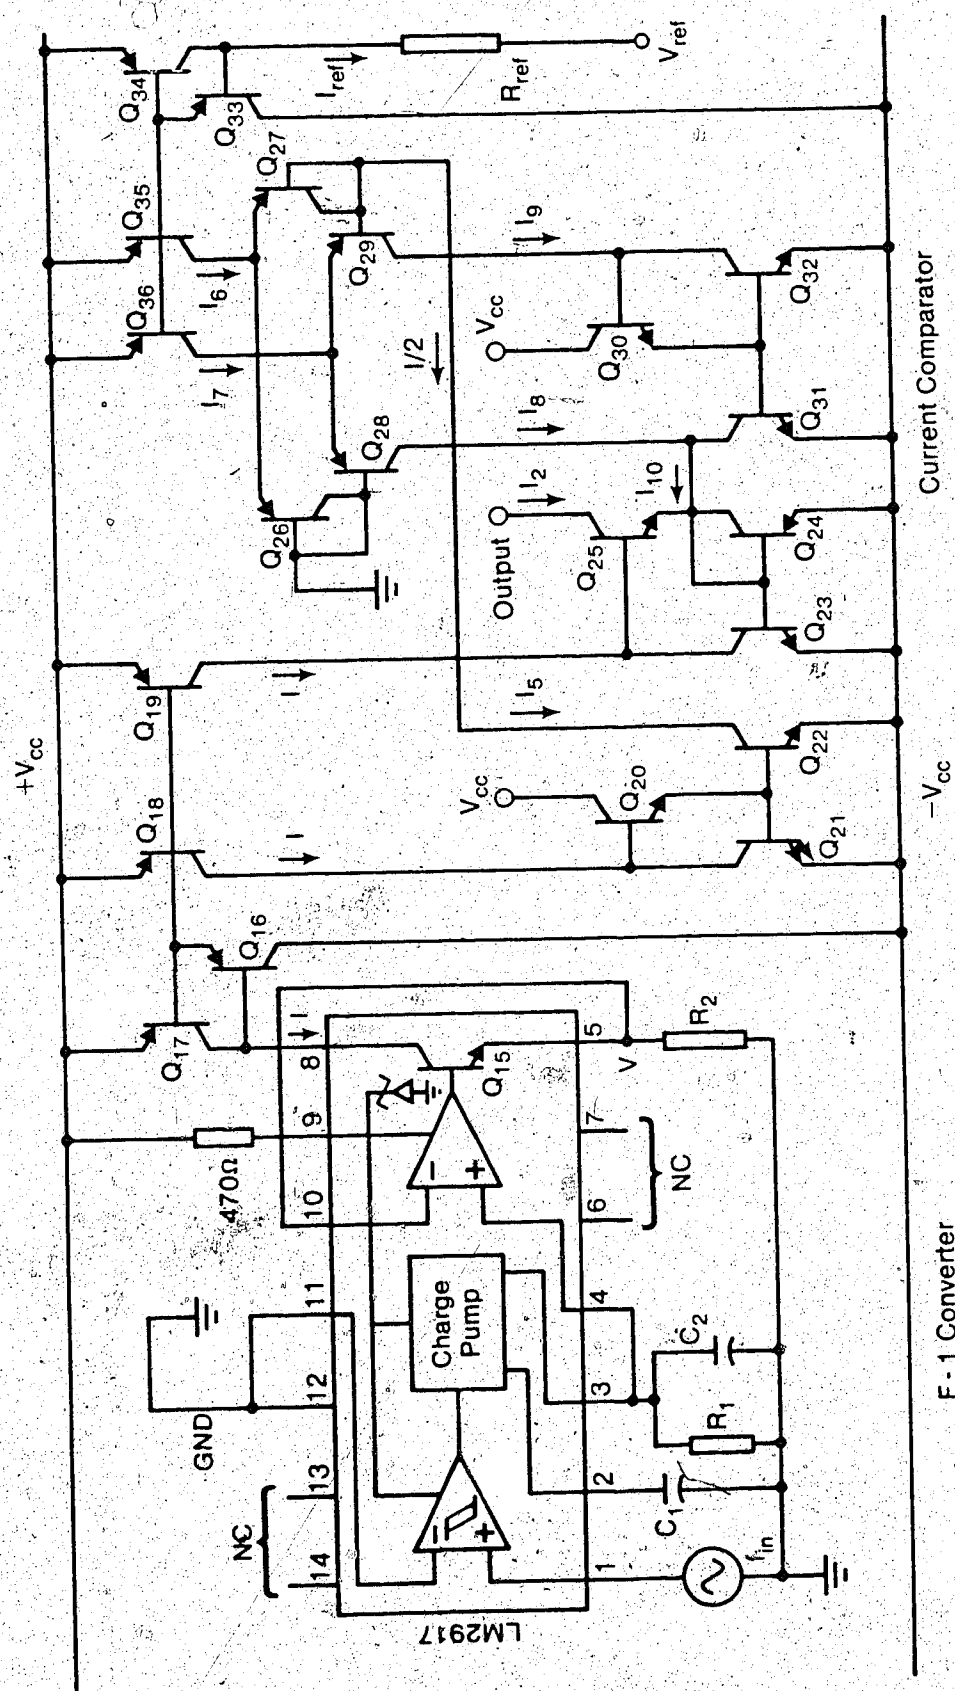 +Vcc
Q17
Q16
Q18
Q19
Q36
Q35
Q34
Q33
Iref
Rref
Vref
I7
I6
Q26
Q27
Q28
Q29
I/2
I
I
I
I8
I9
I2
I10
I5
Output
Vcc
Vcc
Q20
Q21
Q22
Q25
Q23
Q24
Q30
Q31
Q32
−Vcc
Current Comparator
NC
GND
470Ω
14
13
12
11
10
9
8
LM2917
−
+
Charge
Pump
−
+
Q15
1
2
3
4
6
7
5
NC
V
R2
fin
C1
R1
C2
F - 1 Converter